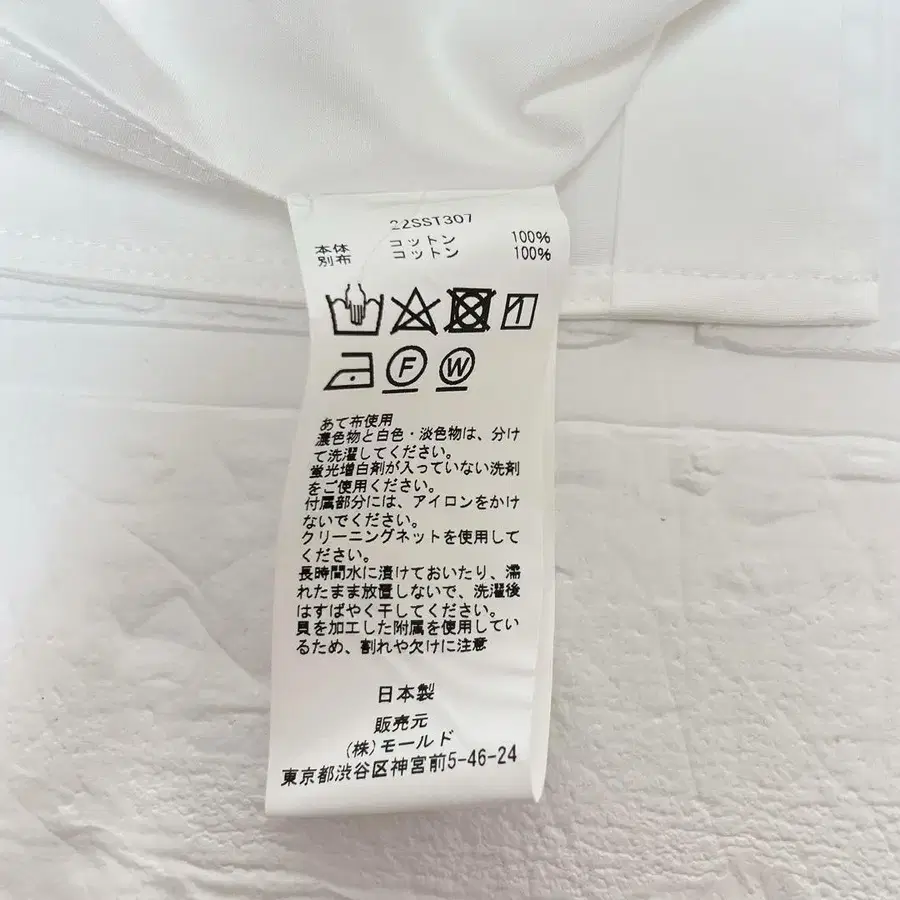 22SST307
本体 コットン 100%
別布 コットン 100%
F W
あて布使用
濃色物と白色・淡色物は、分け
て洗濯してください。
蛍光増白剤が入っていない洗剤
をご使用ください。
付属部分には、アイロンをかけ
ないでください。
クリーニングネットを使用して
ください。
長時間水に漬けておいたり、濡
れたまま放置しないで、洗濯後
はすばやく干してください。
貝を加工した附属を使用してい
るため、割れや欠けに注意
日本製
販売元
(株)モールド
東京都渋谷区神宮前5-46-24